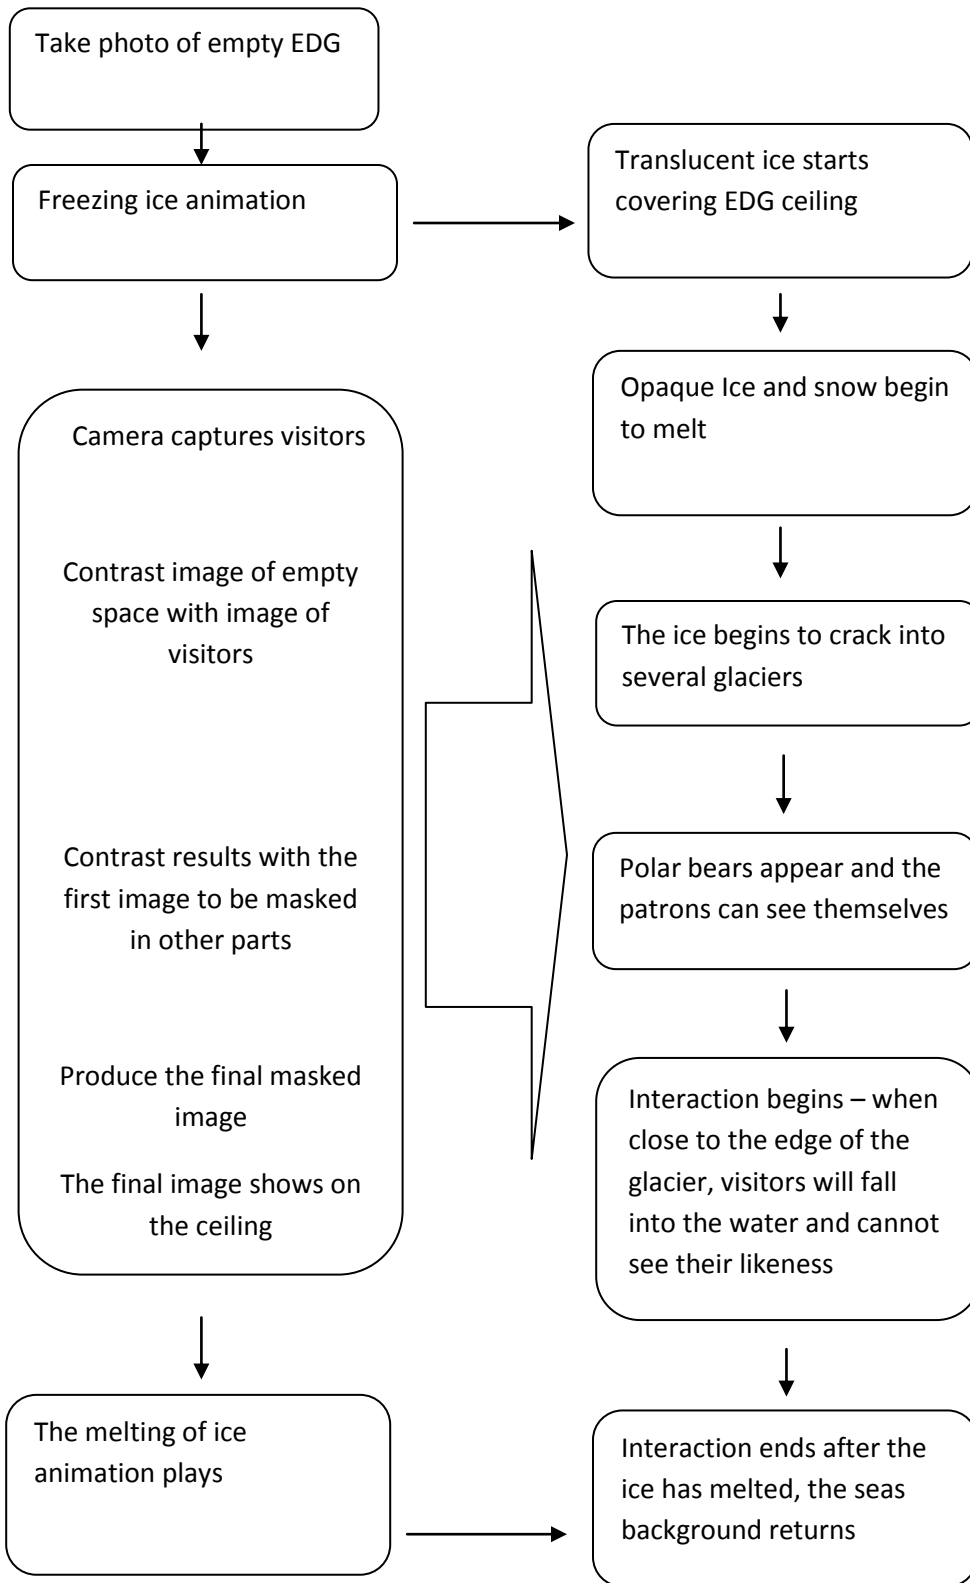 Take photo of empty EDG
Freezing ice animation
Camera captures visitors
Contrast image of empty
space with image of
visitors
Contrast results with the
first image to be masked
in other parts
Produce the final masked
image
The final image shows on
the ceiling
The melting of ice
animation plays
Translucent ice starts
covering EDG ceiling
Opaque Ice and snow begin
to melt
The ice begins to crack into
several glaciers
Polar bears appear and the
patrons can see themselves
Interaction begins – when
close to the edge of the
glacier, visitors will fall
into the water and cannot
see their likeness
Interaction ends after the
ice has melted, the seas
background returns